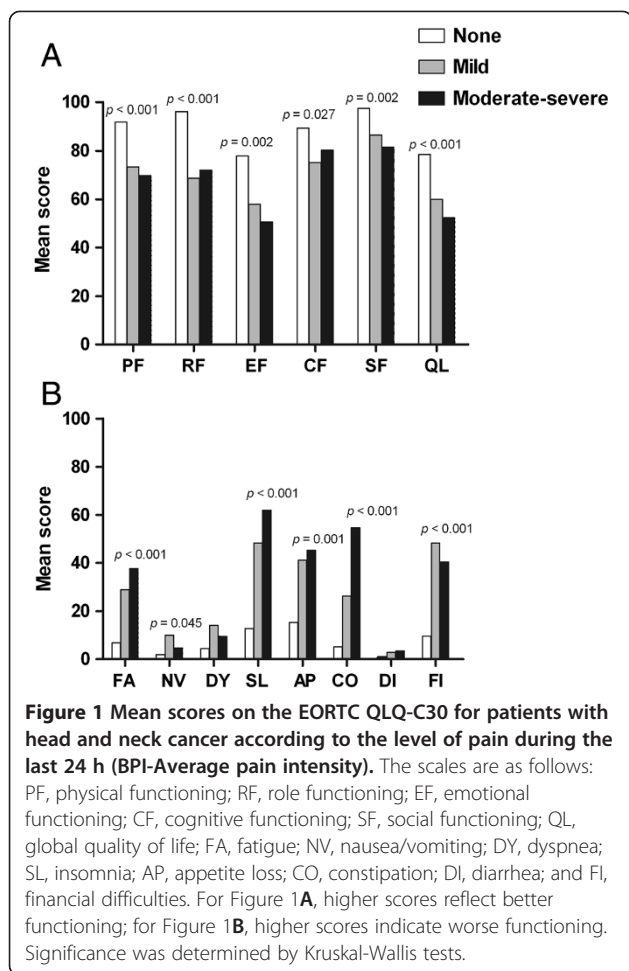 A
None
Mild
Moderate-severe
100
80
60
40
20
0
Mean score
p < 0.001
p < 0.001
p = 0.002
p = 0.027
p = 0.002
p < 0.001
PF RF EF CF SF QL
B
100
80
60
40
20
0
Mean score
p < 0.001
p = 0.045
p < 0.001
p = 0.001
p < 0.001
p < 0.001
FA NV DY SL AP CO DI FI
Figure 1 Mean scores on the EORTC QLQ-C30 for patients with
head and neck cancer according to the level of pain during the
last 24 h (BPI-Average pain intensity). The scales are as follows:
PF, physical functioning; RF, role functioning; EF, emotional
functioning; CF, cognitive functioning; SF, social functioning; QL,
global quality of life; FA, fatigue; NV, nausea/vomiting; DY, dyspnea;
SL, insomnia; AP, appetite loss; CO, constipation; DI, diarrhea; and FI,
financial difficulties. For Figure 1A, higher scores reflect better
functioning; for Figure 1B, higher scores indicate worse functioning.
Significance was determined by Kruskal-Wallis tests.